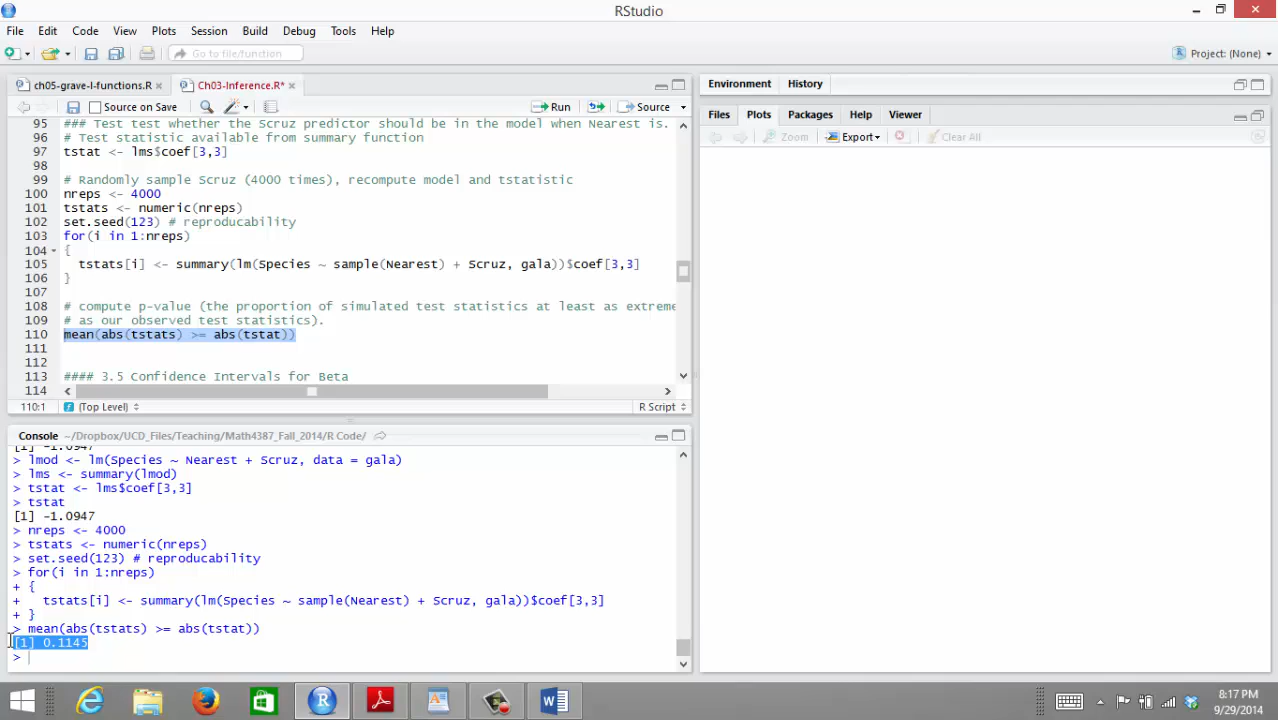 RStudio
File Edit Code View Plots Session Build Debug Tools Help
Go to file/function
Project: (None)
ch05-grave-l-functions.R
Ch03-Inference.R*
Source on Save
Run
Source
95 ### Test test whether the Scruz predictor should be in the model when Nearest is.
96 # Test statistic available from summary function
97 tstat <- lms$coef[3,3]
98
99 # Randomly sample Scruz (4000 times), recompute model and tstatistic
100 nreps <- 4000
101 tstats <- numeric(nreps)
102 set.seed(123) # reproducability
103 for(i in 1:nreps)
104 {
105 tstats[i] <- summary(lm(Species ~ sample(Nearest) + Scruz, gala))$coef[3,3]
106 }
107
108 # compute p-value (the proportion of simulated test statistics at least as extreme
109 # as our observed test statistics).
110 mean(abs(tstats) >= abs(tstat))
111
112
113 #### 3.5 Confidence Intervals for Beta
114
110:1 (Top Level) R Script
Console ~/Dropbox/UCD_Files/Teaching/Math4387_Fall_2014/R Code/
[1] -1.0947
> lmod <- lm(Species ~ Nearest + Scruz, data = gala)
> lms <- summary(lmod)
> tstat <- lms$coef[3,3]
> tstat
[1] -1.0947
> nreps <- 4000
> tstats <- numeric(nreps)
> set.seed(123) # reproducability
> for(i in 1:nreps)
+ {
+ tstats[i] <- summary(lm(Species ~ sample(Nearest) + Scruz, gala))$coef[3,3]
+ }
> mean(abs(tstats) >= abs(tstat))
[1] 0.1145
>
Environment History
Files Plots Packages Help Viewer
Zoom Export Clear All
8:17 PM
9/29/2014